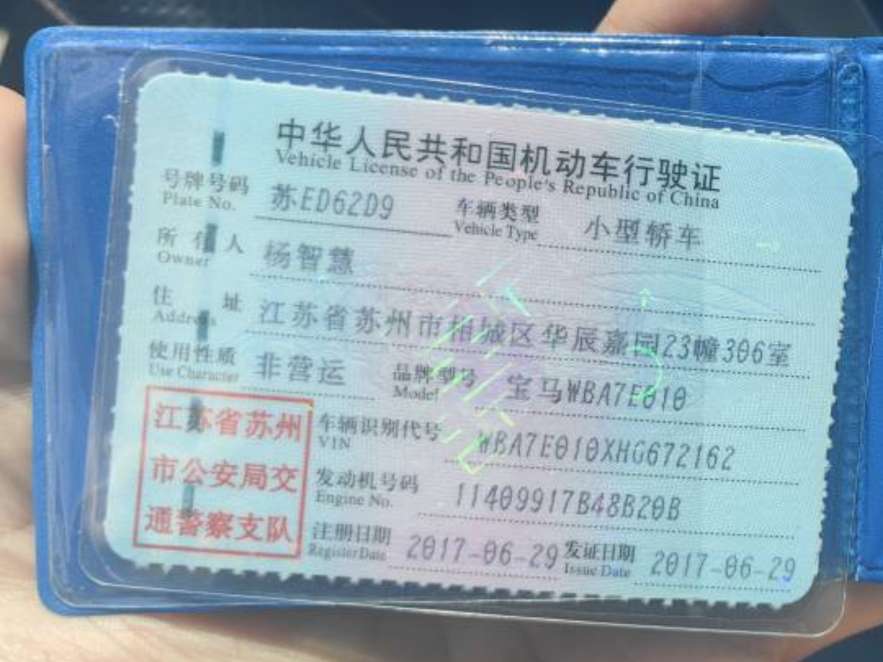 中华人民共和国机动车行驶证
Vehicle License of the People's Republic of China
号牌号码 苏ED62D9 车辆类型 小型轿车
Plate No. Vehicle Type
所有人 杨智慧
Owner
住址 江苏省苏州市相城区华辰嘉园23幢306室
Address
使用性质 非营运 品牌型号 宝马WBA7E010
Use Character Model
江苏省苏州
市公安局交
通警察支队
车辆识别代号 WBA7E010XHG672162
VIN
发动机号码 11409917B48B20B
Engine No.
注册日期 2017-06-29 发证日期 2017-06-29
Register Date Issue Date